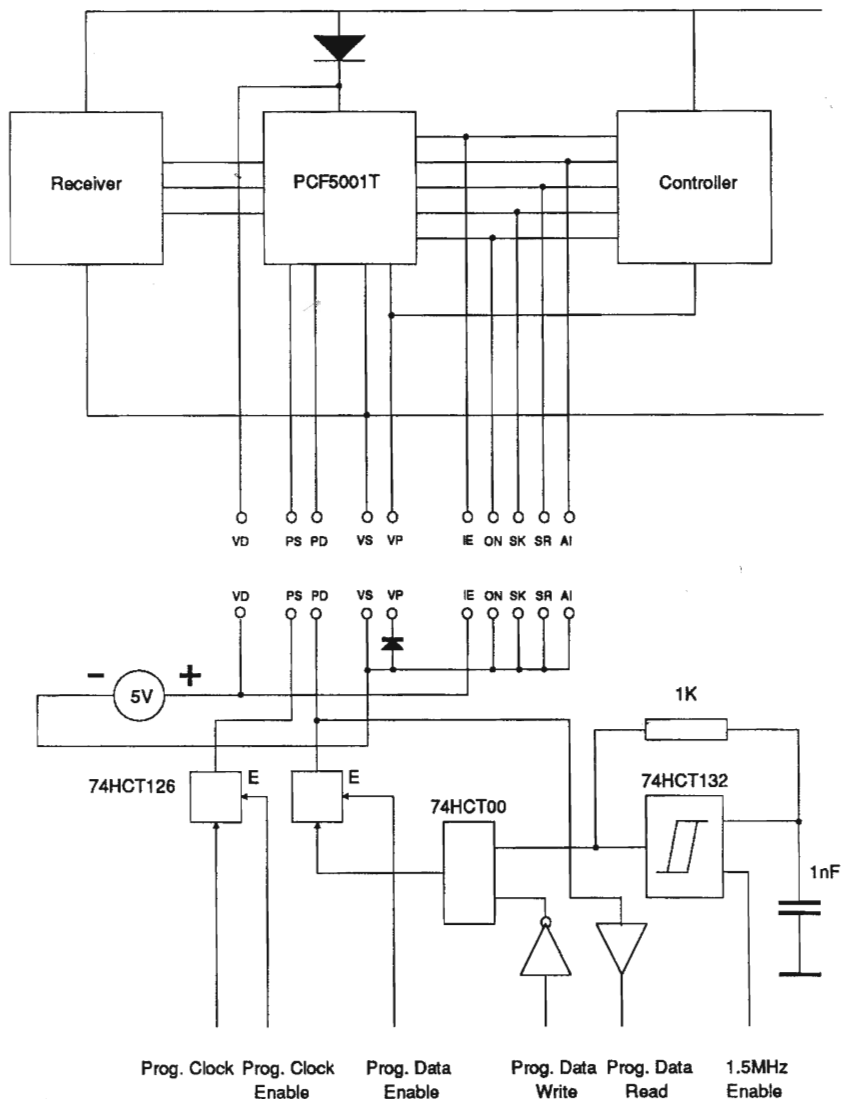 Receiver
PCF5001T
Controller
VD PS PD VS VP IE ON SK SR AI
VD PS PD VS VP IE ON SK SR AI
- 5V +
1K
74HCT126 E E 74HCT00 74HCT132
1nF
Prog. Clock Prog. Clock Prog. Data Prog. Data Prog. Data 1.5MHz
Enable Enable Write Read Enable